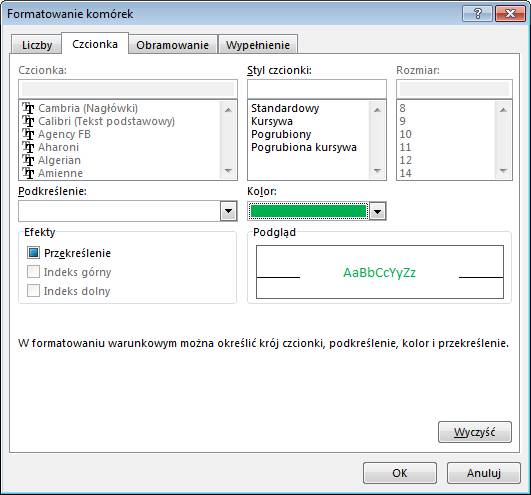 Formatowanie komórek
Liczby Czcionka Obramowanie Wypełnienie
Czcionka: Styl czcionki: Rozmiar:
Cambria (Nagłówki) Standardowy 8
Calibri (Tekst podstawowy) Kursywa 9
Agency FB Pogrubiony 10
Aharoni Pogrubiona kursywa 11
Algerian 12
Amienne 14
Podkreślenie: Kolor:
Efekty Podgląd
Przekreślenie
Indeks górny AaBbCcYyZz
Indeks dolny
W formatowaniu warunkowym można określić krój czcionki, podkreślenie, kolor i przekreślenie.
Wyczyść
OK Anuluj